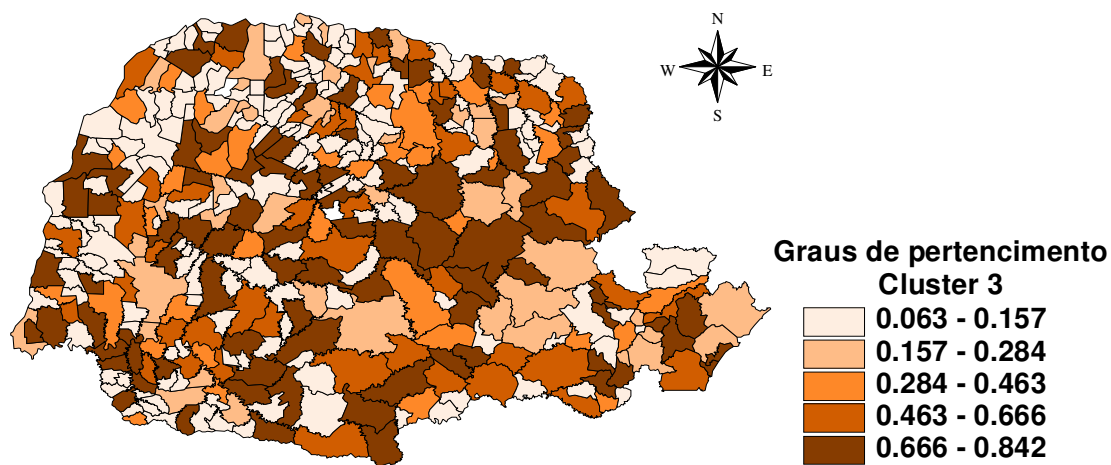 N
W E
S
Graus de pertencimento
Cluster 3
0.063 - 0.157
0.157 - 0.284
0.284 - 0.463
0.463 - 0.666
0.666 - 0.842